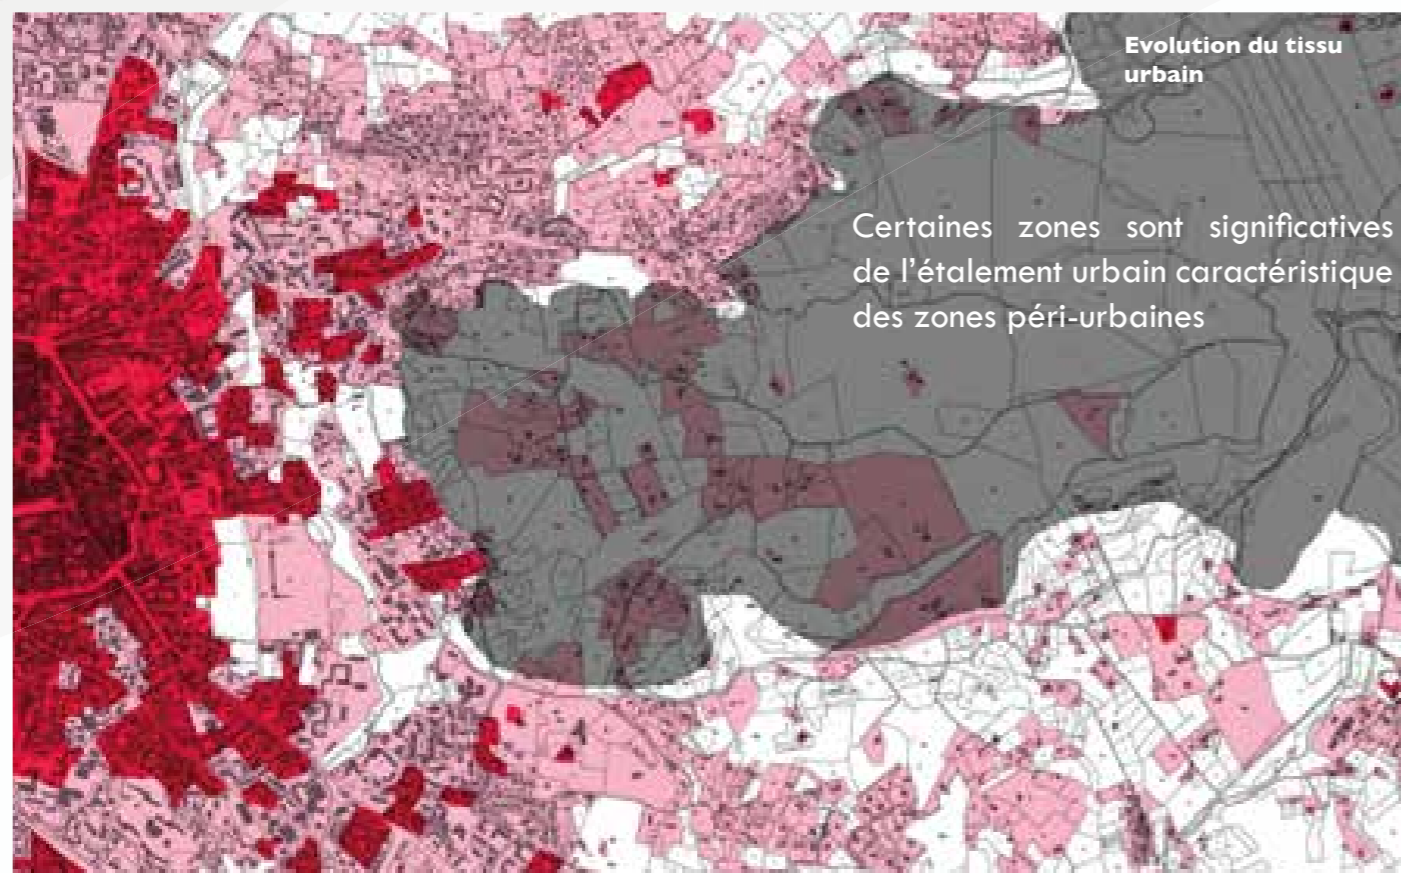 Evolution du tissu
urbain
Certaines zones sont significatives
de l'étalement urbain caractéristique
des zones péri-urbaines